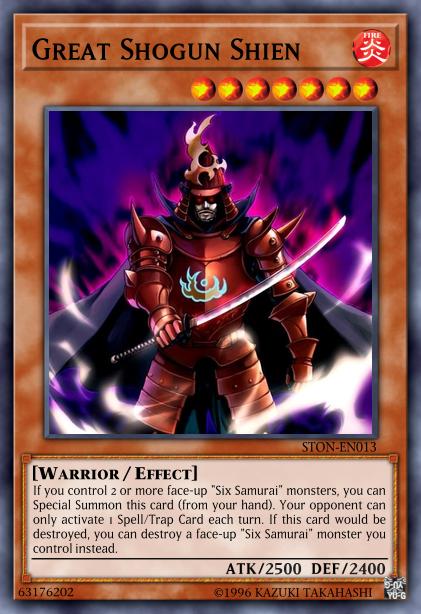 Great Shogun Shien
FIRE
炎
STON-EN013
[Warrior / Effect]
If you control 2 or more face-up "Six Samurai" monsters, you can
Special Summon this card (from your hand). Your opponent can
only activate 1 Spell/Trap Card each turn. If this card would be
destroyed, you can destroy a face-up "Six Samurai" monster you
control instead.
ATK/2500 DEF/2400
63176202
©1996 KAZUKI TAKAHASHI